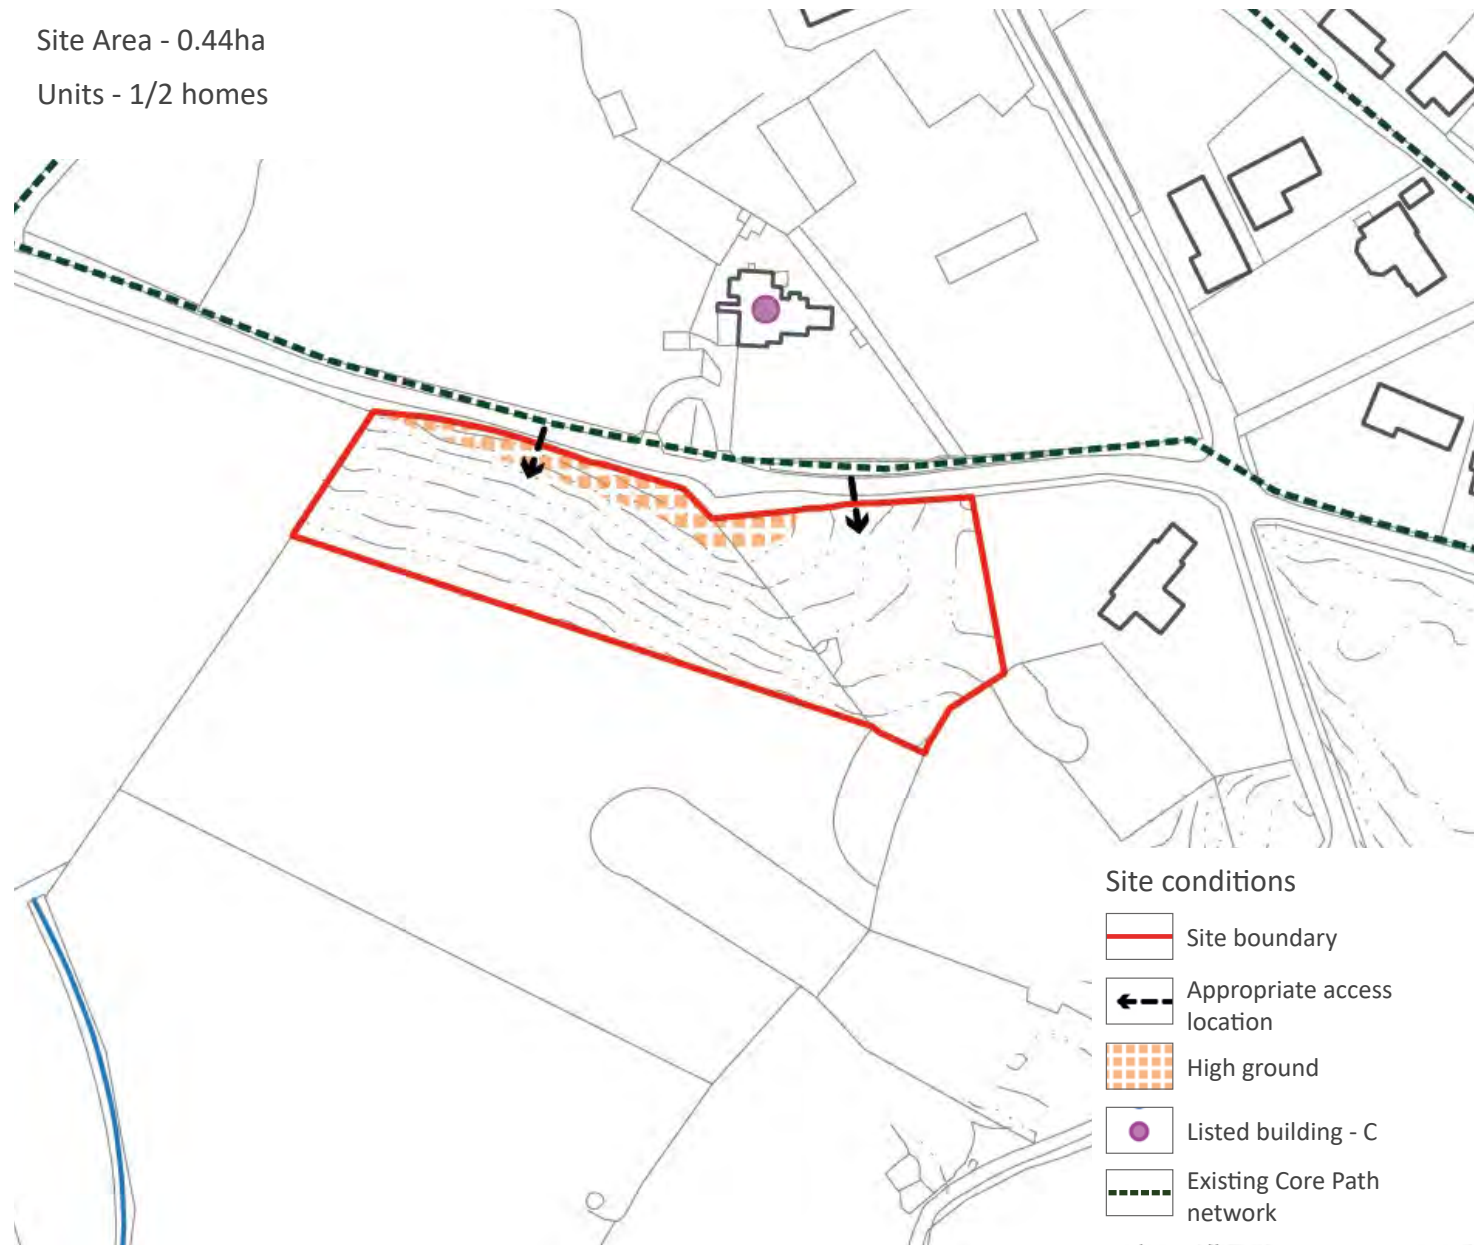 Site Area - 0.44ha
Units - 1/2 homes
Site conditions
Site boundary
Appropriate access
location
High ground
Listed building - C
Existing Core Path
network